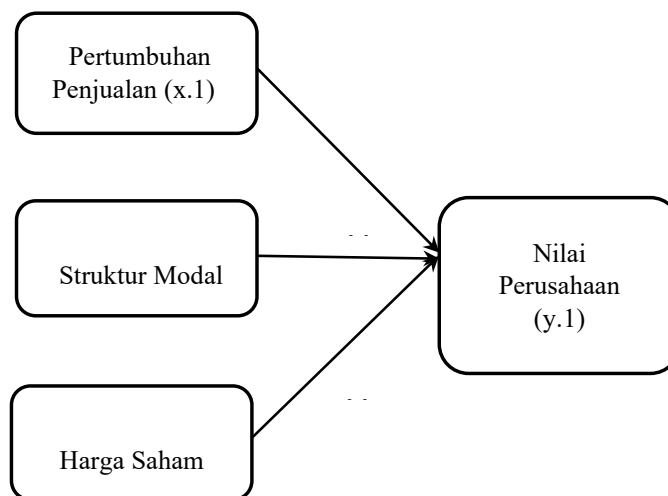 Pertumbuhan
Penjualan (x.1)
Struktur Modal
Nilai
Perusahaan
(y.1)
Harga Saham